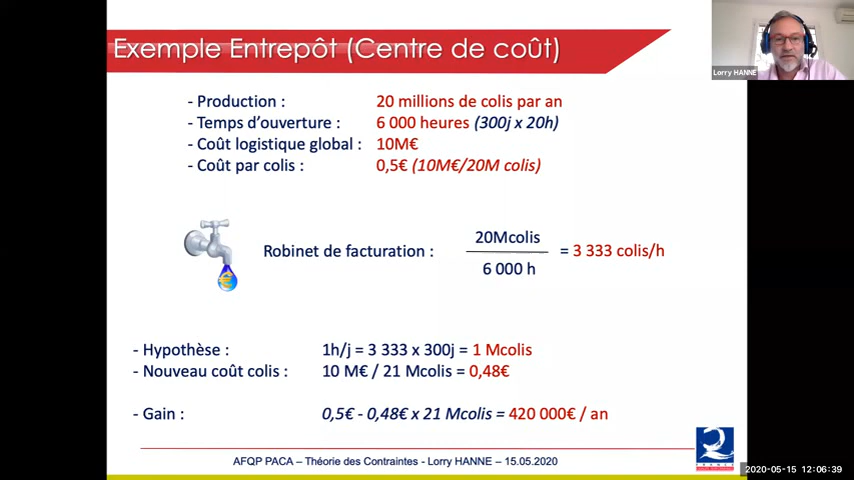 Exemple Entrepôt (Centre de coût)
Lorry HANNE
- Production : 20 millions de colis par an
- Temps d'ouverture : 6 000 heures (300j x 20h)
- Coût logistique global : 10M€
- Coût par colis : 0,5€ (10M€/20M colis)
Robinet de facturation : 20Mcolis
6 000 h
= 3 333 colis/h
€
- Hypothèse : 1h/j = 3 333 x 300j = 1 Mcolis
- Nouveau coût colis : 10 M€ / 21 Mcolis = 0,48€
- Gain : 0,5€ - 0,48€ x 21 Mcolis = 420 000€ / an
AFQP PACA – Théorie des Contraintes - Lorry HANNE – 15.05.2020
2020-05-15 12:06:39